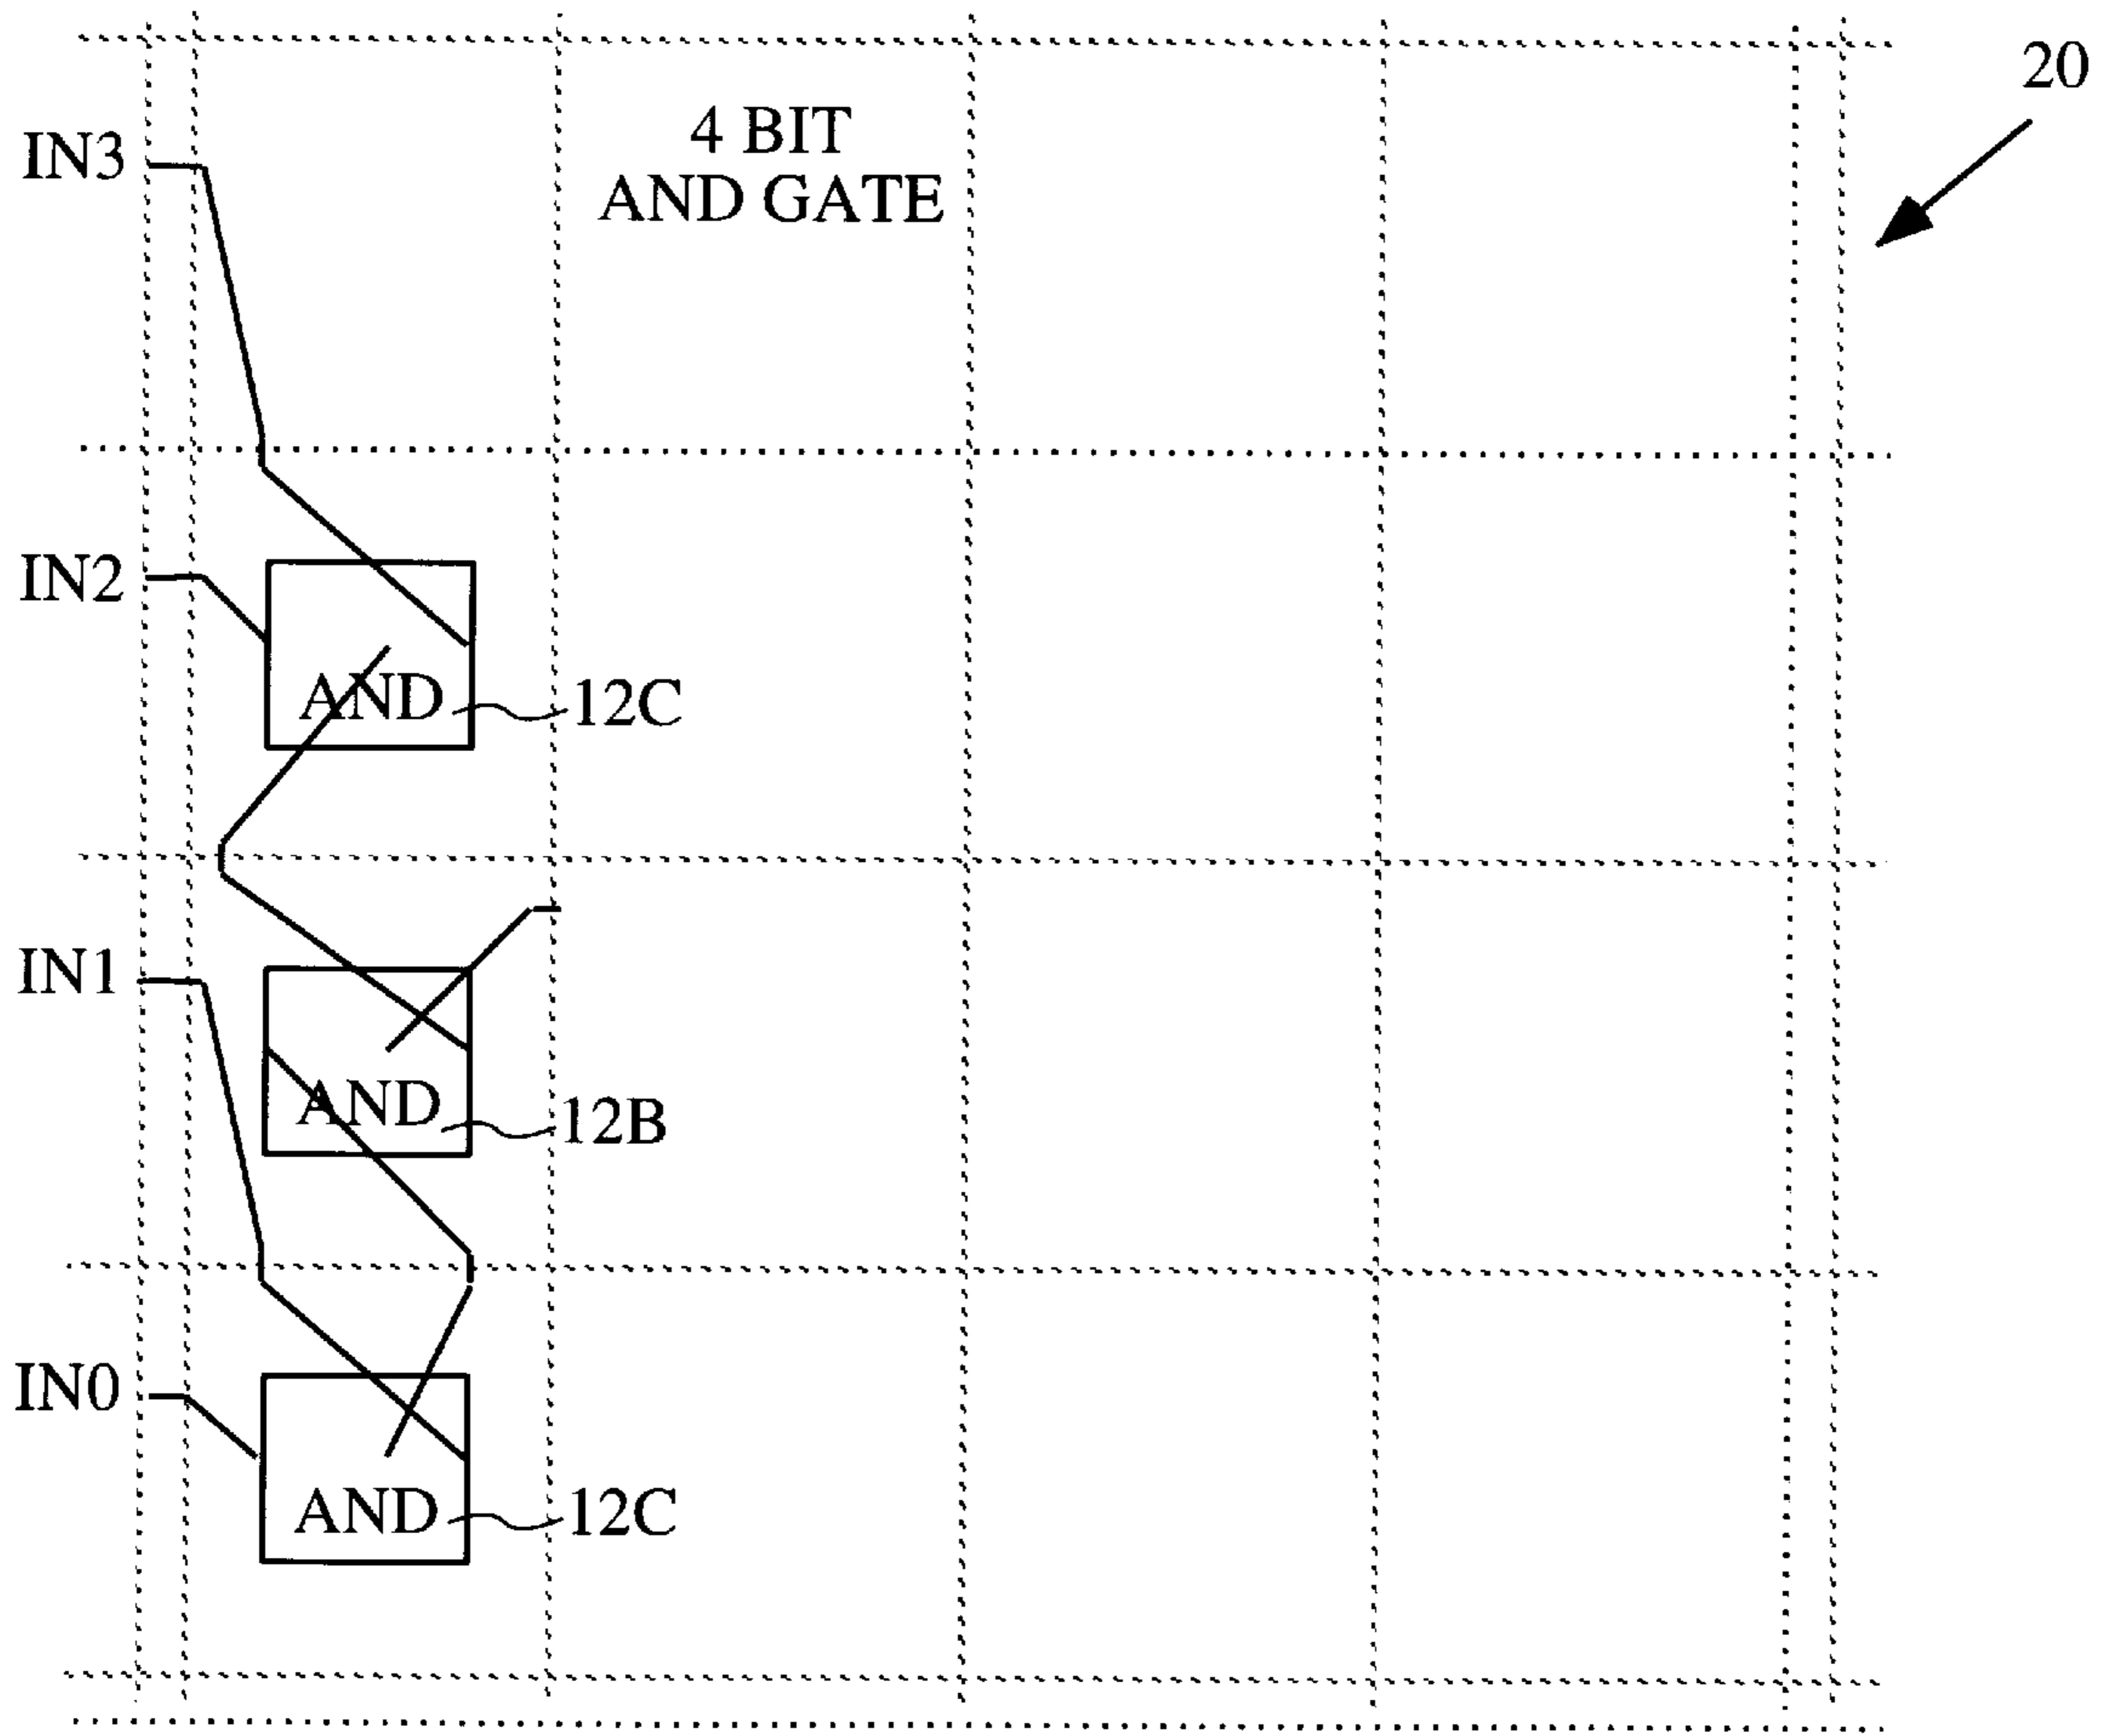 20
4 BIT
AND GATE
IN3
IN2
AND
12C
IN1
AND
12B
IN0
AND
12C